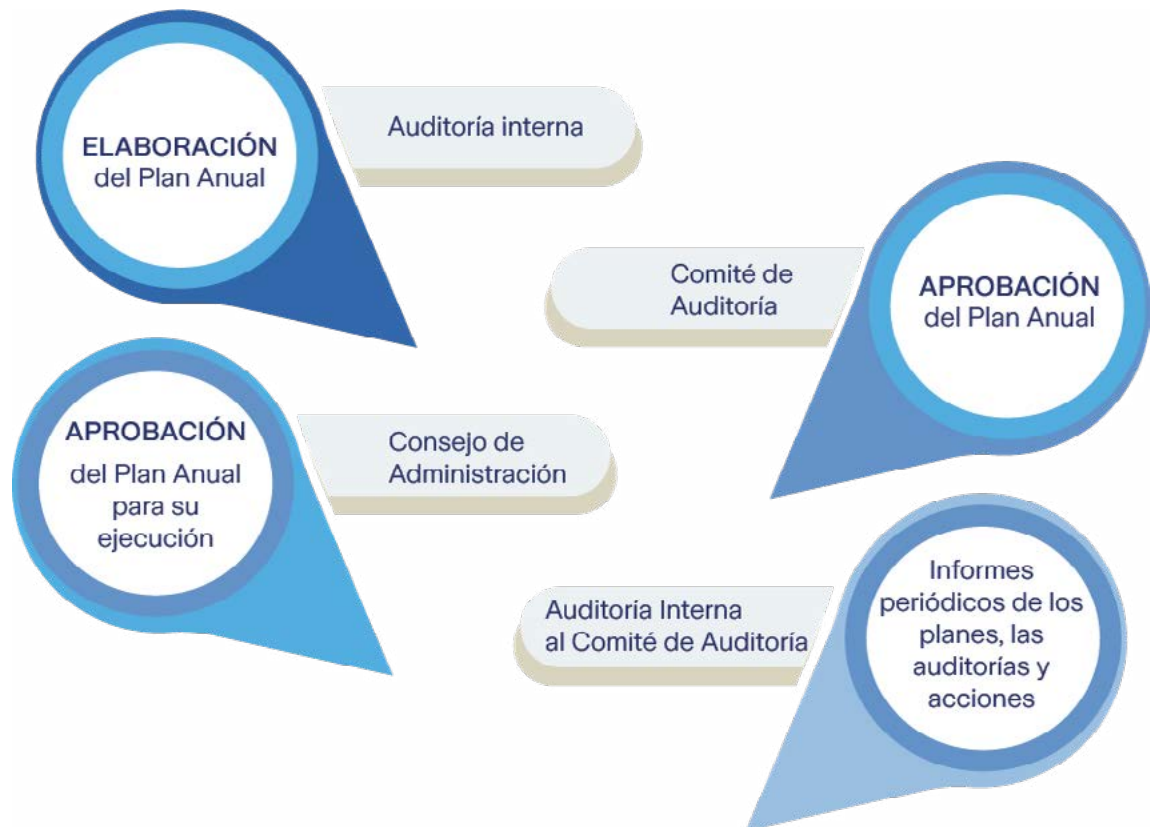 ELABORACIÓN
del Plan Anual
Auditoría interna
Comité de
Auditoría
APROBACIÓN
del Plan Anual
APROBACIÓN
del Plan Anual
para su
ejecución
Consejo de
Administración
Auditoría Interna
al Comité de Auditoría
Informes
periódicos de los
planes, las
auditorías y
acciones